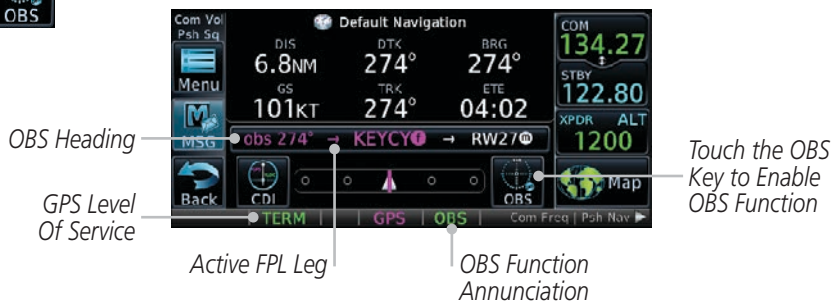 OBS
Com Vol
Psh Sq
Default Navigation
COM
134.27
DIS
DTK
BRG
6.8NM
274°
274°
Menu
GS
TRK
ETE
101KT
274°
04:02
STBY
122.80
XPDR ALT
1200
MSG
obs 274° → KEYCY f → RW27 m
Back
CDI
OBS
Map
TERM
GPS
OBS
Com Freq | Psh Nav
OBS Heading
GPS Level
Of Service
Active FPL Leg
OBS Function
Annunciation
Touch the OBS
Key to Enable
OBS Function